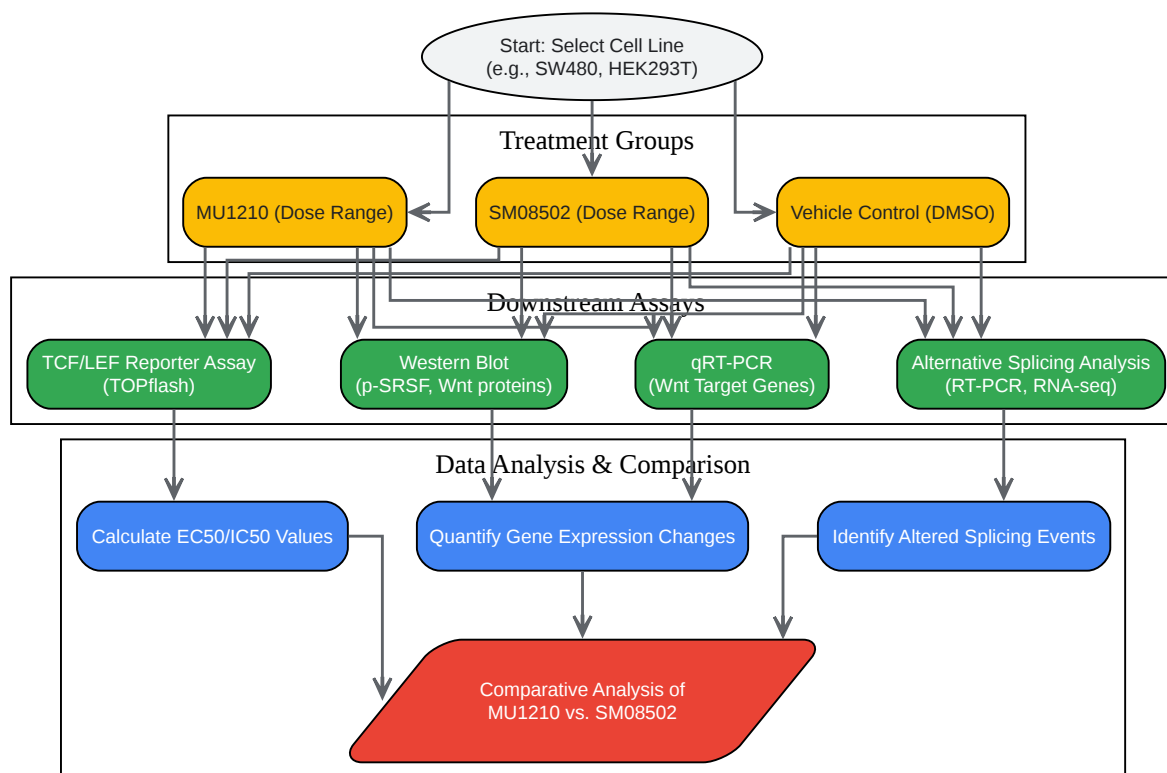 Start: Select Cell Line
(e.g., SW480, HEK293T)
Treatment Groups
MU1210 (Dose Range)
SM08502 (Dose Range)
Vehicle Control (DMSO)
Downstream Assays
TCF/LEF Reporter Assay
(TOPflash)
Western Blot
(p-SRSF, Wnt proteins)
qRT-PCR
(Wnt Target Genes)
Alternative Splicing Analysis
(RT-PCR, RNA-seq)
Data Analysis & Comparison
Calculate EC50/IC50 Values
Quantify Gene Expression Changes
Identify Altered Splicing Events
Comparative Analysis of
MU1210 vs. SM08502